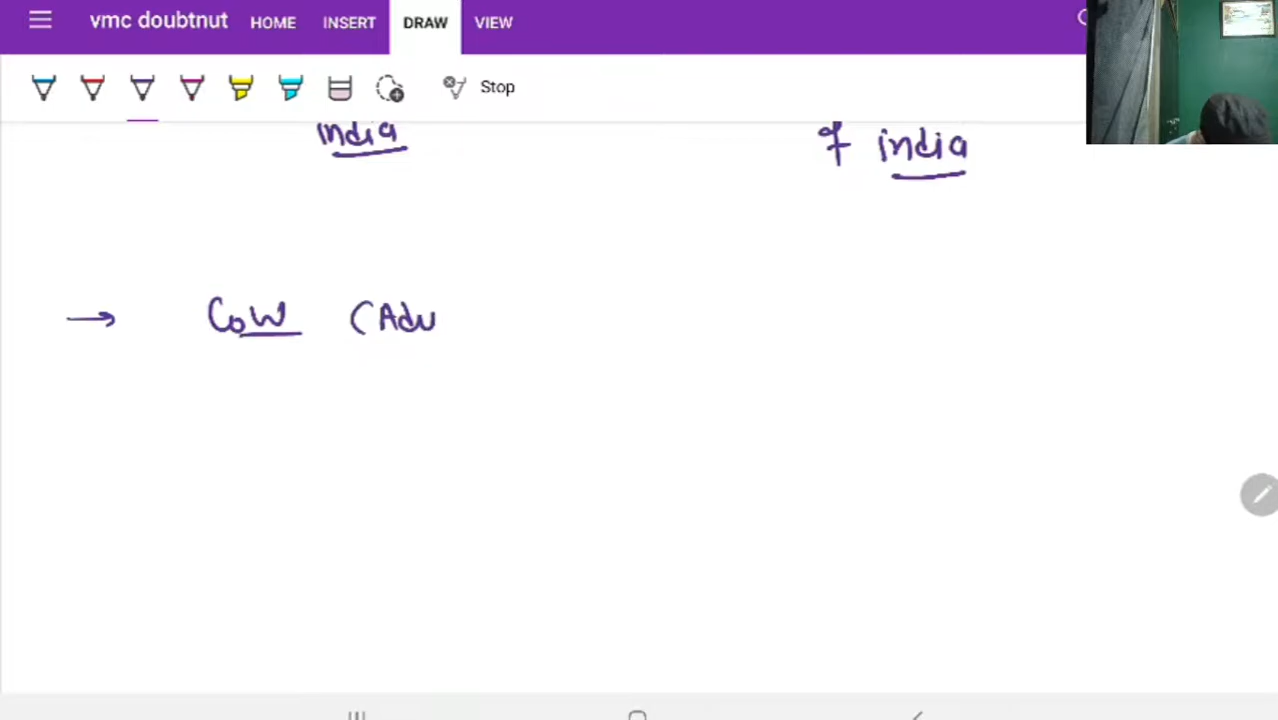 vmc doubtnut HOME INSERT DRAW VIEW
Stop
india
of india
→ CoW (Adv